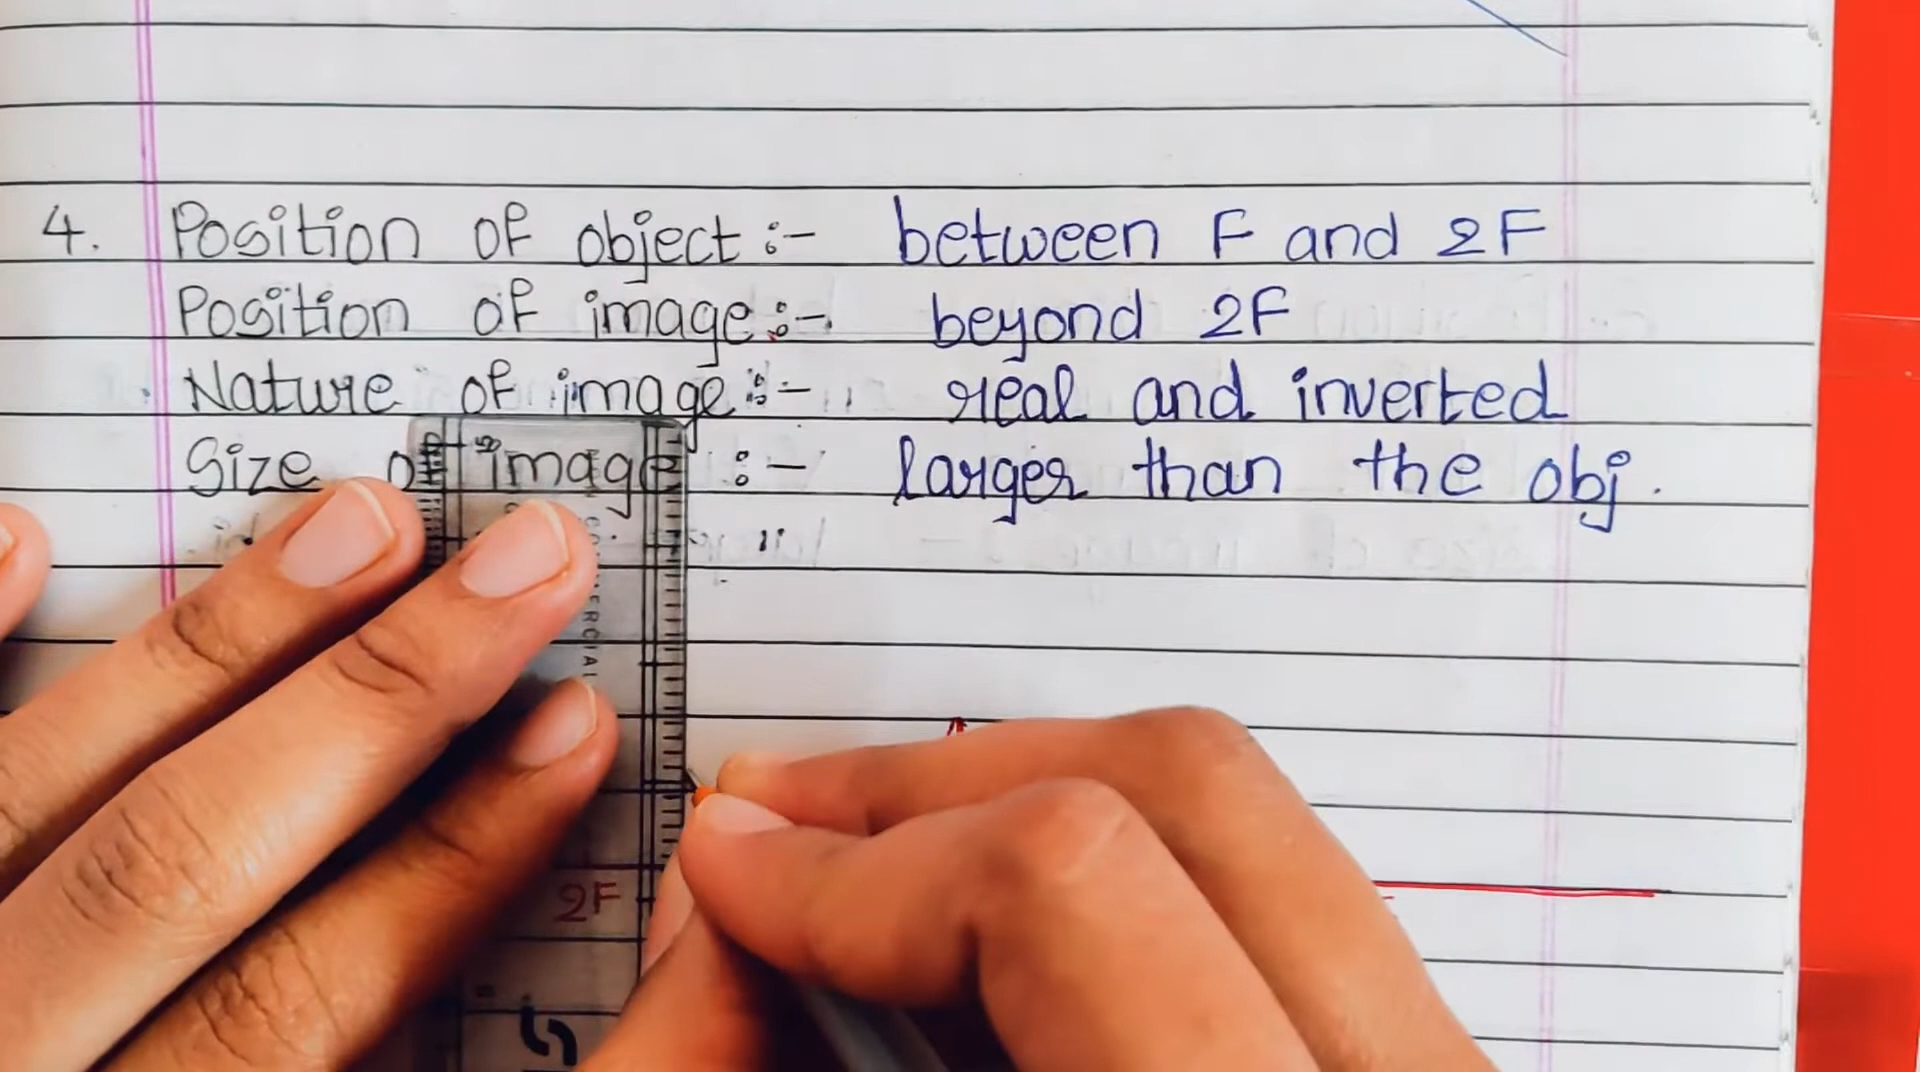 4. Position of object :- between F and 2F
Position of image :- beyond 2F
Nature of image :- real and inverted
Size of image :- larger than the obj.
COMMERCIAL
2F